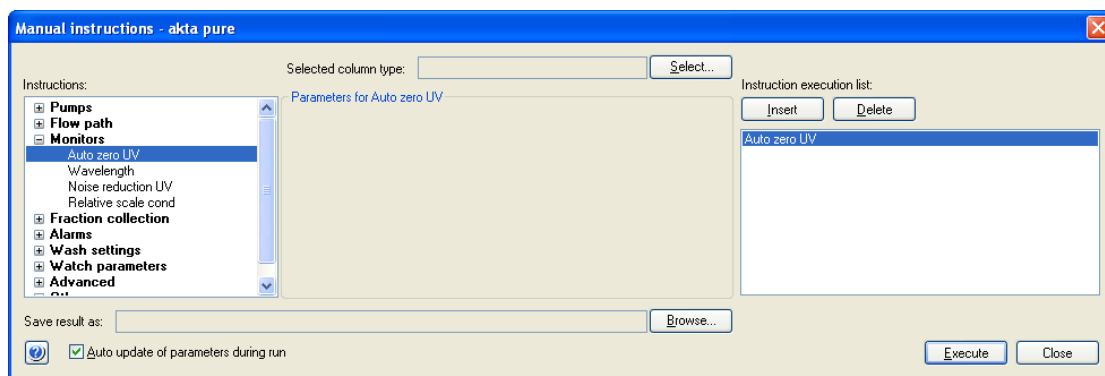 Manual instructions - akta pure
Selected column type:
Select...
Instructions:
Pumps
Flow path
Monitors
Auto zero UV
Wavelength
Noise reduction UV
Relative scale cond
Fraction collection
Alarms
Wash settings
Watch parameters
Advanced
Parameters for Auto zero UV
Instruction execution list:
Insert
Delete
Auto zero UV
Save result as:
Browse...
Auto update of parameters during run
Execute
Close